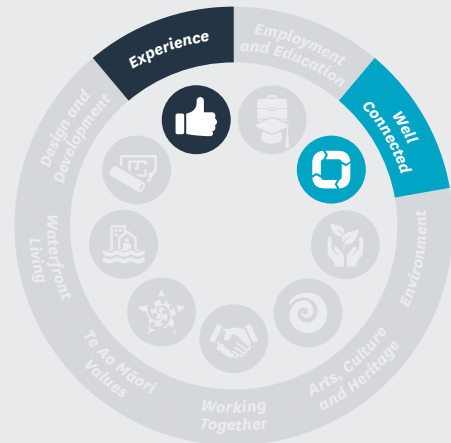 Experience
Employment
and Education
Well
Connected
Environment
Arts, Culture
and Heritage
Working
Together
Te Ao Māori
Values
Waterfront
Living
Design and
Development